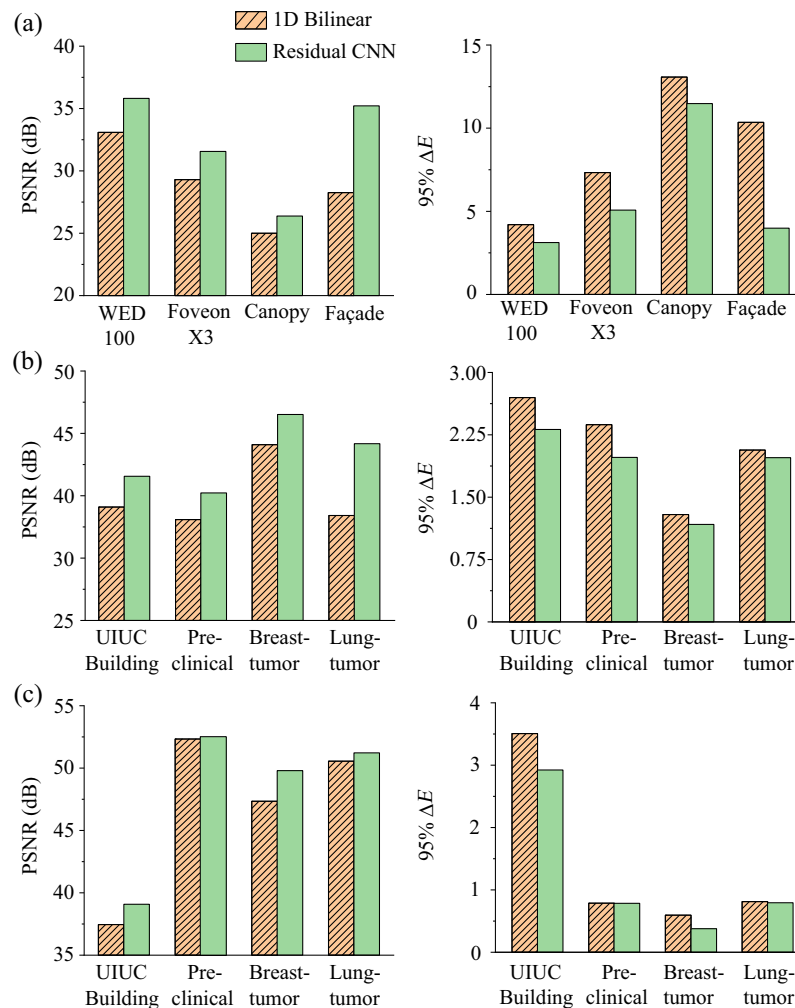 (a)
1D Bilinear
Residual CNN
40
35
33
25
20
PSNR (dB)
WED
100
Foveon
X3
Canopy
Façade
15
10
5
0
95% ΔE
WED
100
Foveon
X3
Canopy
Façade
(b)
50
45
40
30
25
PSNR (dB)
UIUC
Building
Pre-
clinical
Breast-
tumor
Lung-
tumor
3.00
2.25
1.50
0.75
0
95% ΔE
UIUC
Building
Pre-
clinical
Breast-
tumor
Lung-
tumor
(c)
55
50
40
35
PSNR (dB)
UIUC
Building
Pre-
clinical
Breast-
tumor
Lung-
tumor
4
3
2
1
0
95% ΔE
UIUC
Building
Pre-
clinical
Breast-
tumor
Lung-
tumor